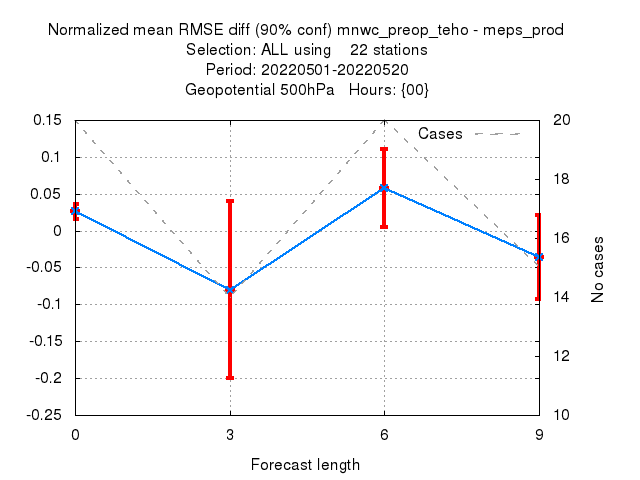 Normalized mean RMSE diff (90% conf) mnwc_preop_teho - meps_prod
Selection: ALL using    22 stations
Period: 20220501-20220520
Geopotential 500hPa   Hours: {00}
Cases
0.15
0.1
0.05
0
-0.05
-0.1
-0.15
-0.2
-0.25
20
18
16
14
12
10
No cases
0 3 6 9
Forecast length